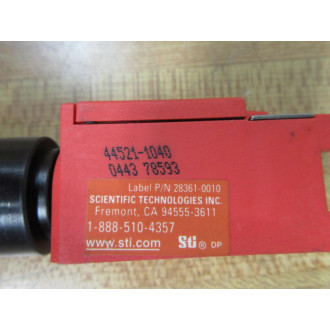 44521-1040
0443 78593
Label P/N 28361-0010
SCIENTIFIC TECHNOLOGIES INC.
Fremont, CA 94555-3611
1-888-510-4357
www.sti.com STi ® DP